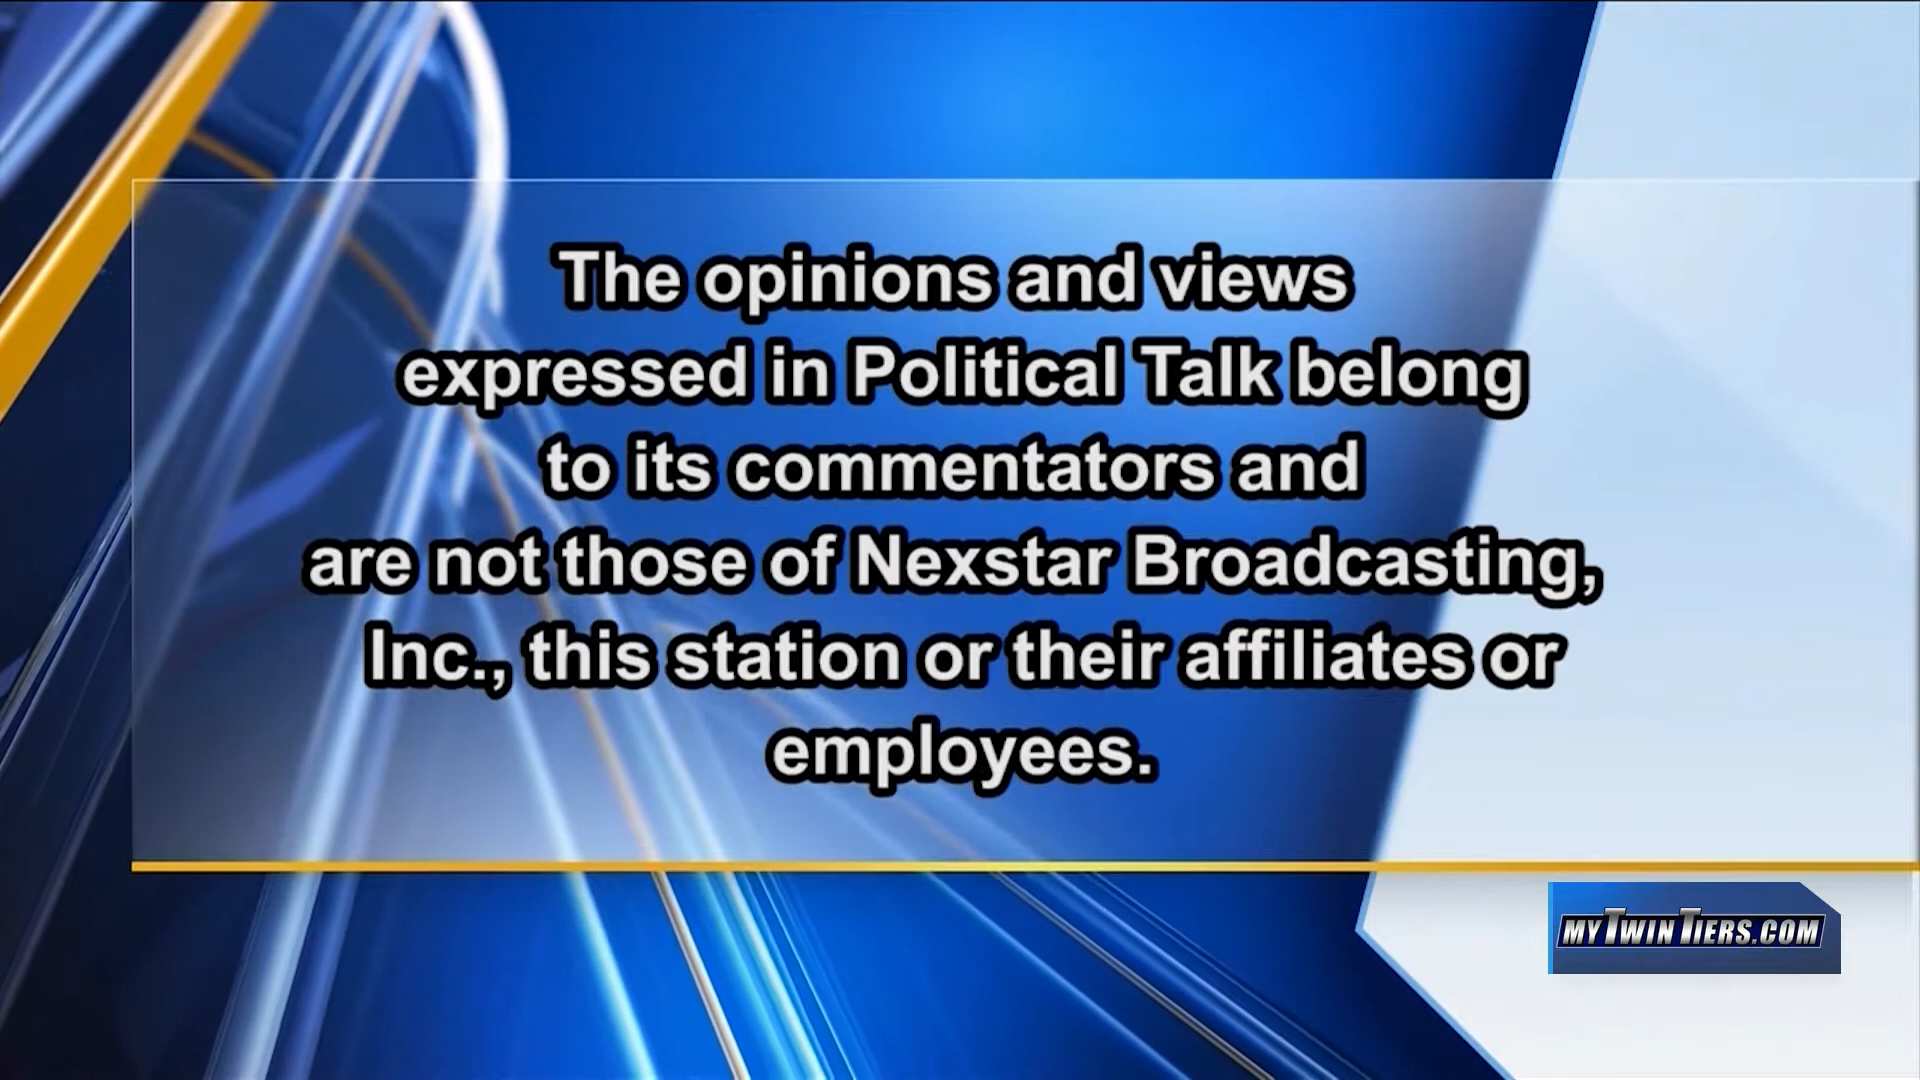 The opinions and views
expressed in Political Talk belong
to its commentators and
are not those of Nexstar Broadcasting,
Inc., this station or their affiliates or
employees.
MYTWINTIERS.COM